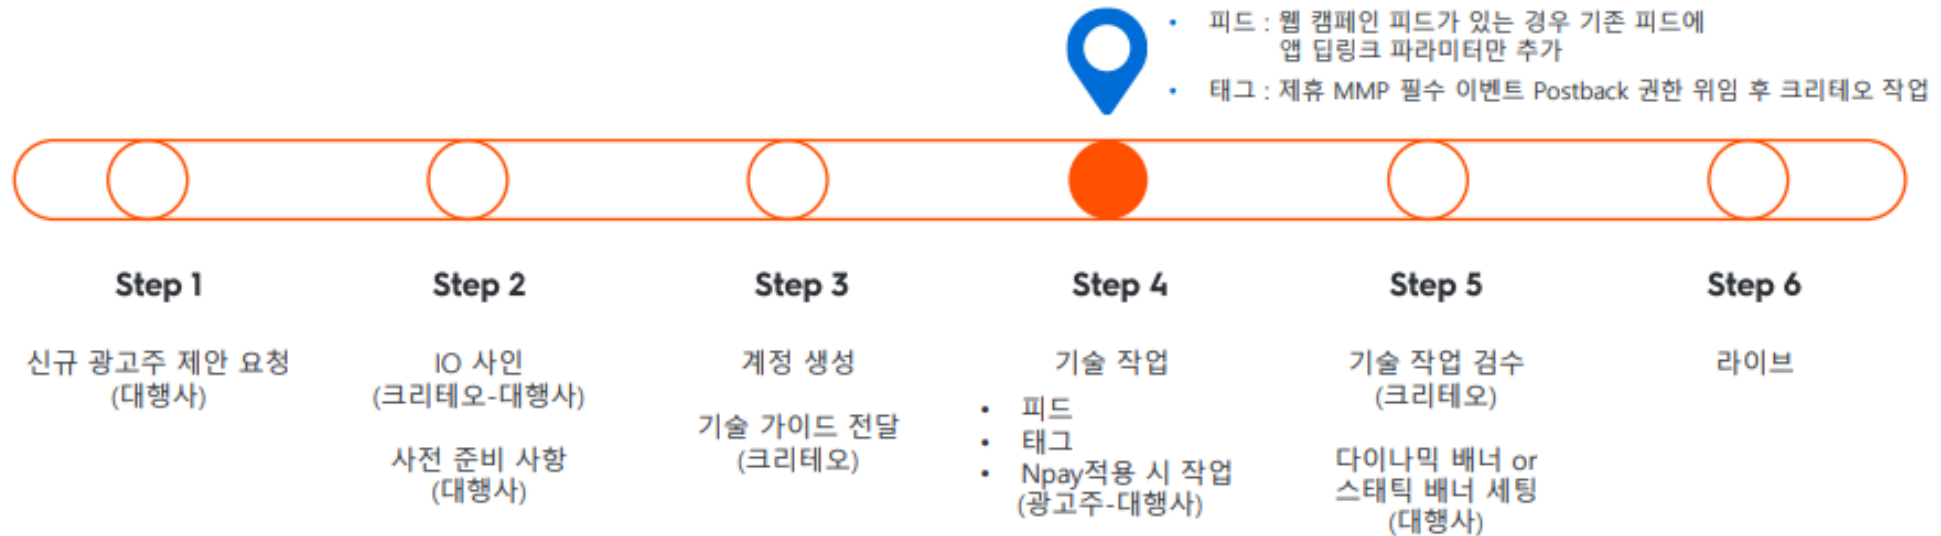 • 피드 : 웹 캠페인 피드가 있는 경우 기존 피드에
앱 딥링크 파라미터만 추가
• 태그 : 제휴 MMP 필수 이벤트 Postback 권한 위임 후 크리테오 작업
Step 1
신규 광고주 제안 요청
(대행사)
Step 2
IO 사인
(크리테오-대행사)
사전 준비 사항
(대행사)
Step 3
계정 생성
기술 가이드 전달
(크리테오)
Step 4
기술 작업
• 피드
• 태그
• Npay적용 시 작업
(광고주-대행사)
Step 5
기술 작업 검수
(크리테오)
다이나믹 배너 or
스태틱 배너 세팅
(대행사)
Step 6
라이브